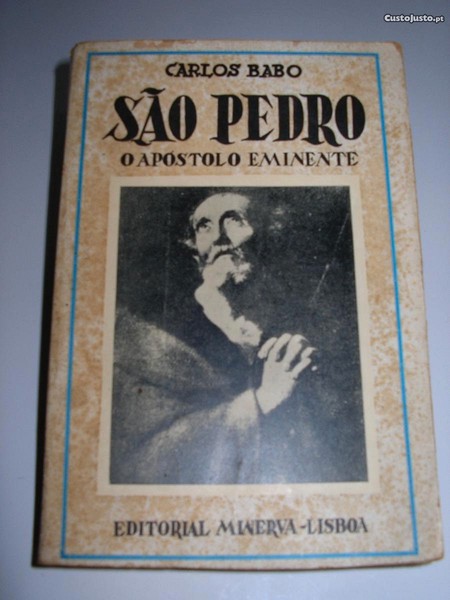 CustoJusto.pt
CARLOS BABO
SÃO PEDRO
O APÓSTOLO EMINENTE
EDITORIAL MINERVA-LISBOA